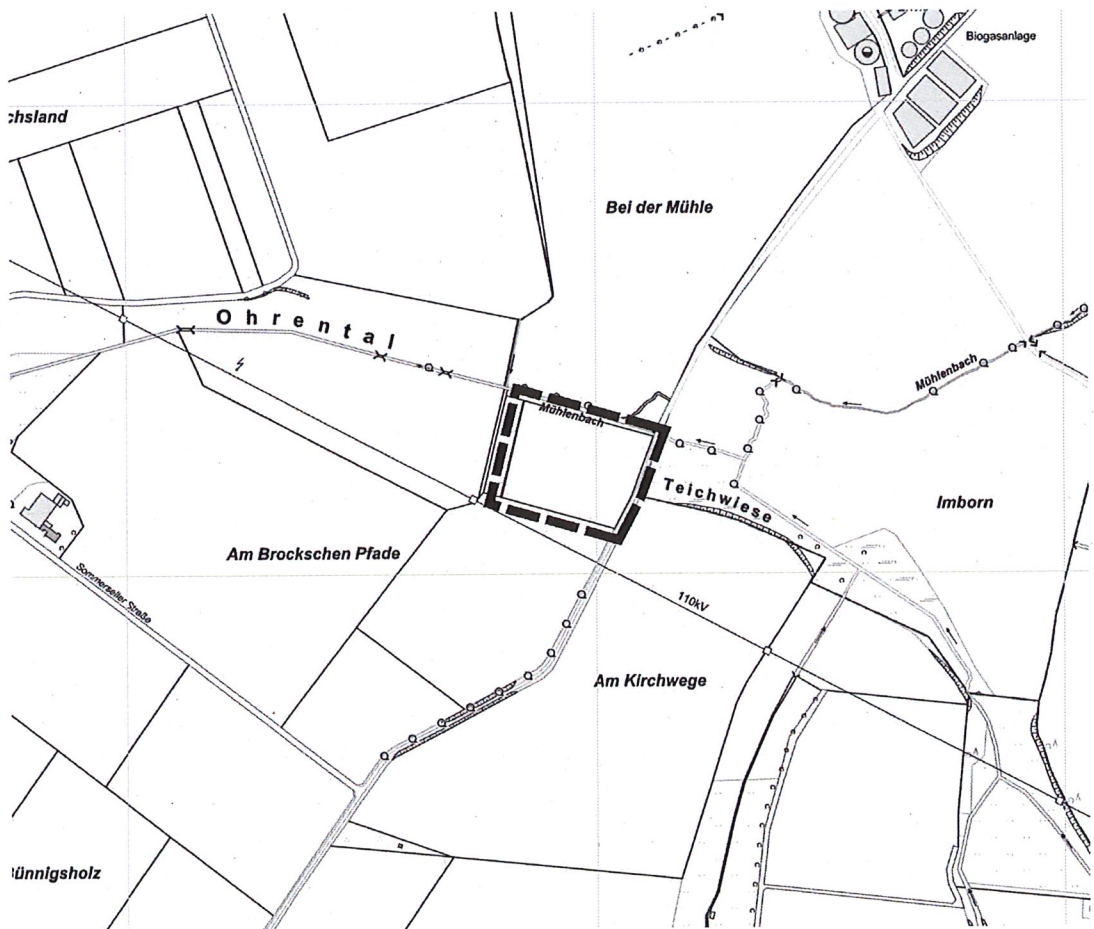 Biogasanlage
chsland
Bei der Mühle
Ohrental
Mühlenbach
Mühlenbach
Teichwiese
Imborn
Am Brockschen Pfade
Sommerseller Straße
110kV
Am Kirchwege
ünnigsholz